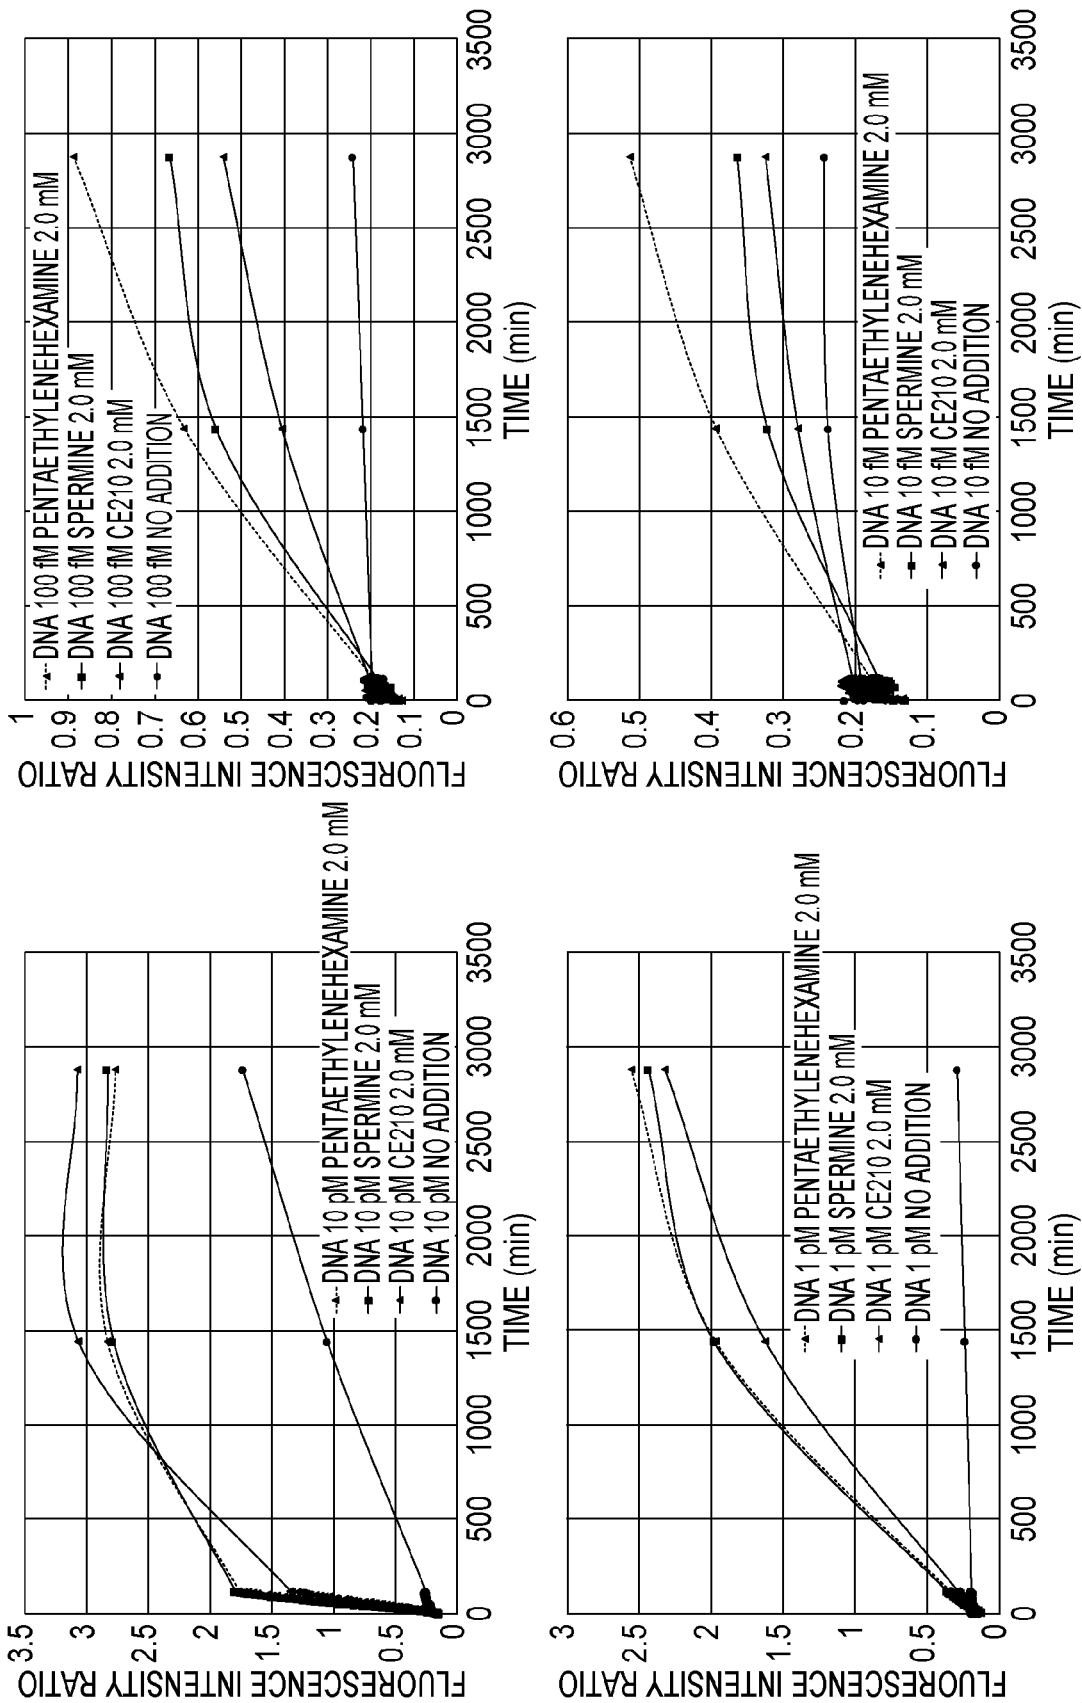 FLUORESCENCE INTENSITY RATIO
3.5
3
2.5
2
1.5
1
0.5
0
DNA 10 pM PENTAETHYLENEHEXAMINE 2.0 mM
DNA 10 pM SPERMINE 2.0 mM
DNA 10 pM CE210 2.0 mM
DNA 10 pM NO ADDITION
0 500 1000 1500 2000 2500 3000 3500
TIME (min)
FLUORESCENCE INTENSITY RATIO
1
0.9
0.8
0.7
0.6
0.5
0.4
0.3
0.2
0.1
0
DNA 100 fM PENTAETHYLENEHEXAMINE 2.0 mM
DNA 100 fM SPERMINE 2.0 mM
DNA 100 fM CE210 2.0 mM
DNA 100 fM NO ADDITION
0 500 1000 1500 2000 2500 3000 3500
TIME (min)
FLUORESCENCE INTENSITY RATIO
3
2.5
2
1.5
1
0.5
0
DNA 1 pM PENTAETHYLENEHEXAMINE 2.0 mM
DNA 1 pM SPERMINE 2.0 mM
DNA 1 pM CE210 2.0 mM
DNA 1 pM NO ADDITION
0 500 1000 1500 2000 2500 3000 3500
TIME (min)
FLUORESCENCE INTENSITY RATIO
0.6
0.5
0.4
0.3
0.2
0.1
0
DNA 10 fM PENTAETHYLENEHEXAMINE 2.0 mM
DNA 10 fM SPERMINE 2.0 mM
DNA 10 fM CE210 2.0 mM
DNA 10 fM NO ADDITION
0 500 1000 1500 2000 2500 3000 3500
TIME (min)